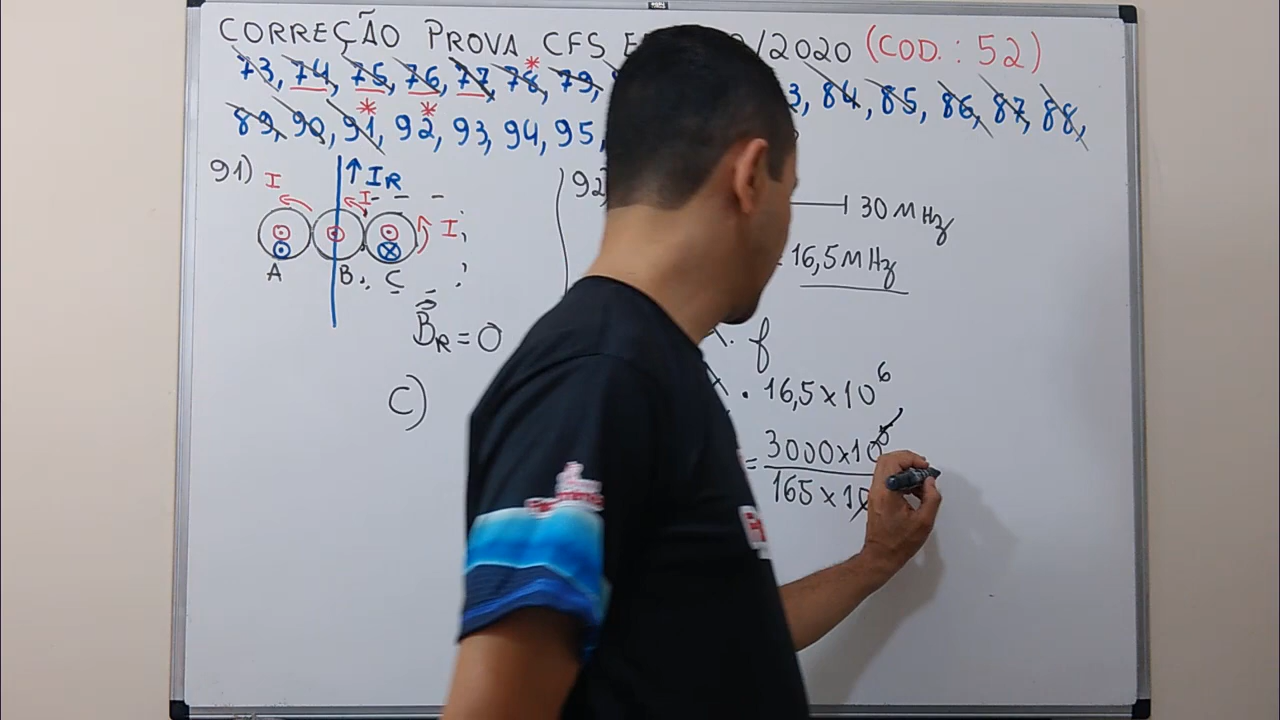 CORREÇÃO PROVA CFS E /2020 (COD.: 52)
73, 74, 75, 76, 77, 78, 79, 3, 84, 85, 86, 87, 88,
89, 90, 91, 92, 93, 94, 95,
91) I ↑ IR I I
A B C
BR = 0
C)
92) 30 MHz
16,5 MHz
. f
. 16,5 x 10⁶
= 3000 x 10
165 x 10